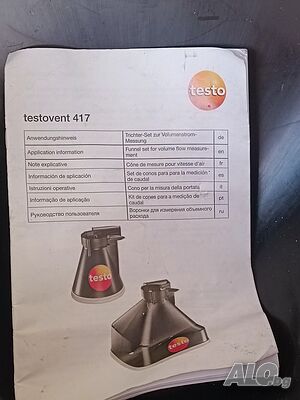 testo
testovent 417
Anwendungshinweis
Trichter-Set zur Volumenstrom-
Messung
de
Application information
Funnel set for volume flow measure-
ment
en
Note explicative
Cône de mesure pour vitesse d'air
fr
Información de aplicación
Set de conos para para la medición
de caudal
es
Istruzioni operative
Cono per la misura della portata
it
Informação de aplicação
Kit de cones para a medição de
caudal
pt
Руководство пользователя
Воронки для измерения объемного
расхода
ru
testo
testo
ALO.bg